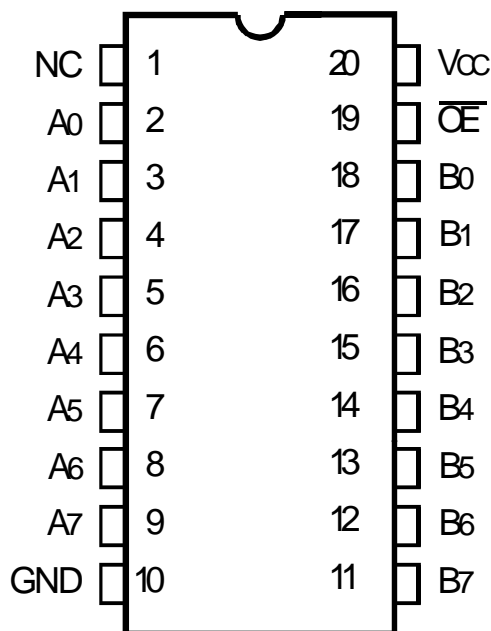 NC 1 20 Vcc
A0 2 19 O̅E̅
A1 3 18 B0
A2 4 17 B1
A3 5 16 B2
A4 6 15 B3
A5 7 14 B4
A6 8 13 B5
A7 9 12 B6
GND 10 11 B7